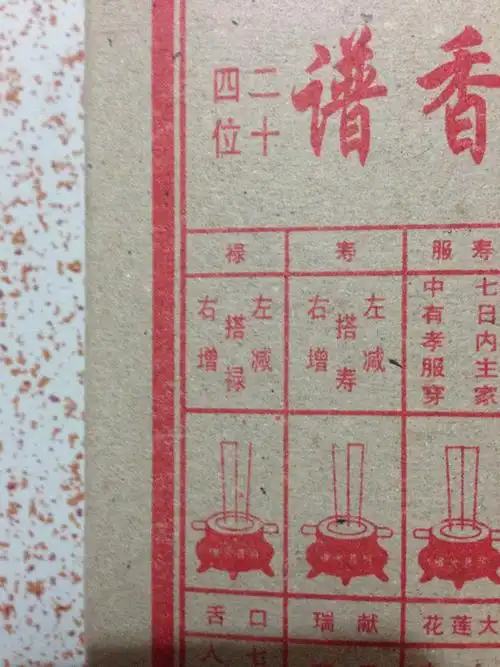 香谱
二十
四位
寿服
七日内主家
中有孝服穿
大莲花
寿
左减
搭寿
右增
献瑞
禄
左减
搭禄
右增
口舌